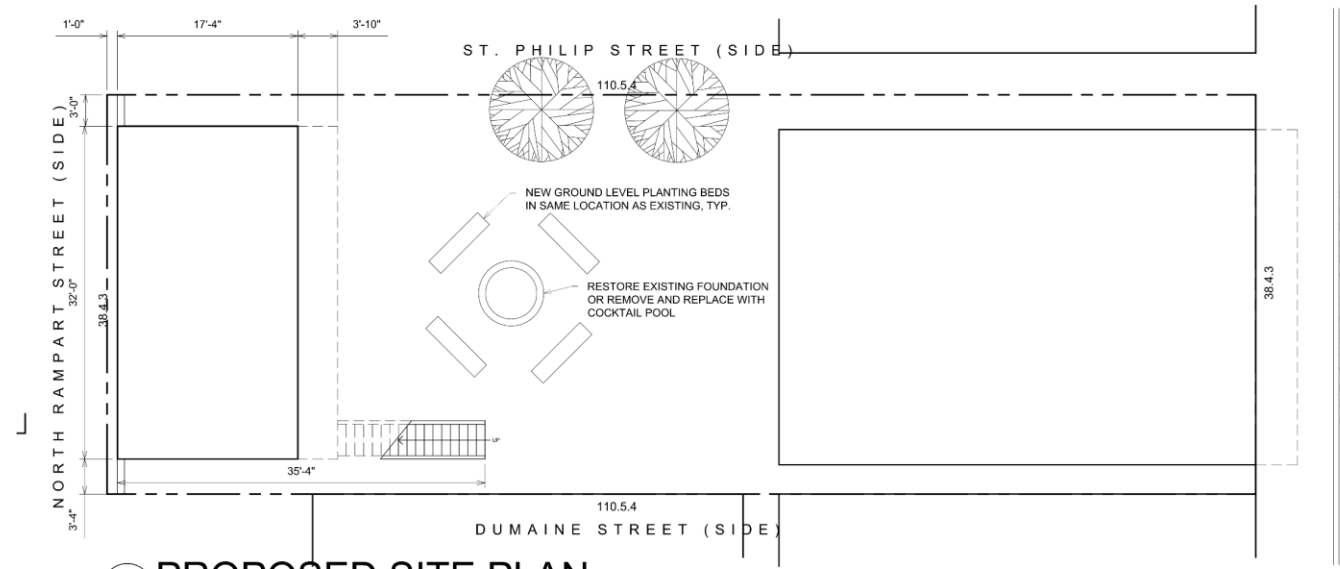 1'-0"
17'-4"
3'-10"
ST. PHILIP STREET (SIDE)
110.5.4
3'-0"
NORTH RAMPART STREET (SIDE)
32'-0"
38.4.3
NEW GROUND LEVEL PLANTING BEDS
IN SAME LOCATION AS EXISTING, TYP.
RESTORE EXISTING FOUNDATION
OR REMOVE AND REPLACE WITH
COCKTAIL POOL
38.4.3
UP
35'-4"
3'-4"
110.5.4
DUMAINE STREET (SIDE)
PROPOSED SITE PLAN